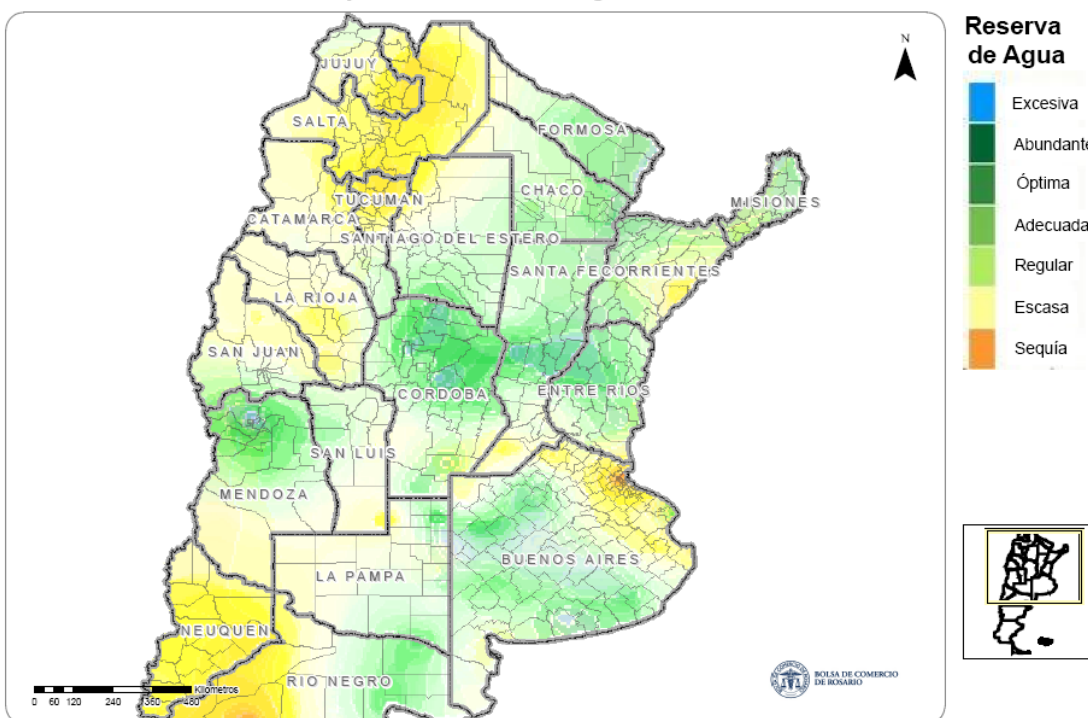 Reserva
de Agua
Excesiva
Abundante
Óptima
Adecuada
Regular
Escasa
Sequía
N
JUJUY
SALTA
FORMOSA
CHACO
MISIONES
TUCUMAN
CATAMARCA
SANTIAGO DEL ESTERO
SANTA FE
CORRIENTES
LA RIOJA
SAN JUAN
CORDOBA
ENTRE RIOS
SAN LUIS
MENDOZA
BUENOS AIRES
LA PAMPA
NEUQUEN
RIO NEGRO
Kilometros
0 60 120 240 360 480
BOLSA DE COMERCIO
DE ROSARIO